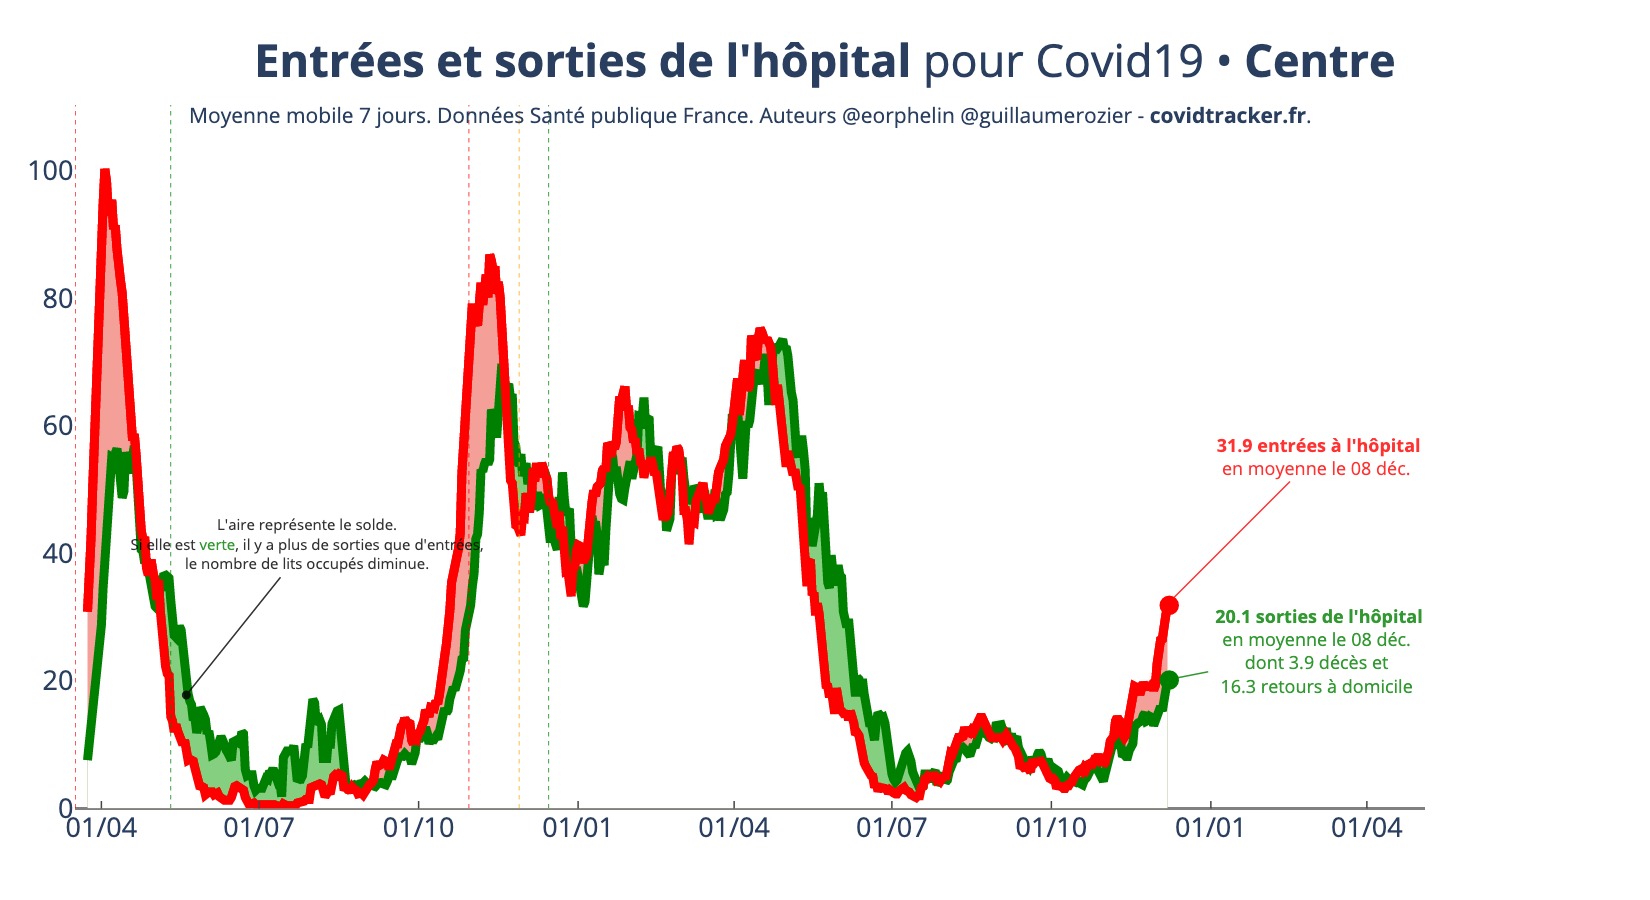 Entrées et sorties de l'hôpital pour Covid19 • Centre
Moyenne mobile 7 jours. Données Santé publique France. Auteurs @eorphelin @guillaumerozier - covidtracker.fr.
100
80
60
40
20
0
L'aire représente le solde.
Si elle est verte, il y a plus de sorties que d'entrées,
le nombre de lits occupés diminue.
31.9 entrées à l'hôpital
en moyenne le 08 déc.
20.1 sorties de l'hôpital
en moyenne le 08 déc.
dont 3.9 décès et
16.3 retours à domicile
01/04 01/07 01/10 01/01 01/04 01/07 01/10 01/01 01/04